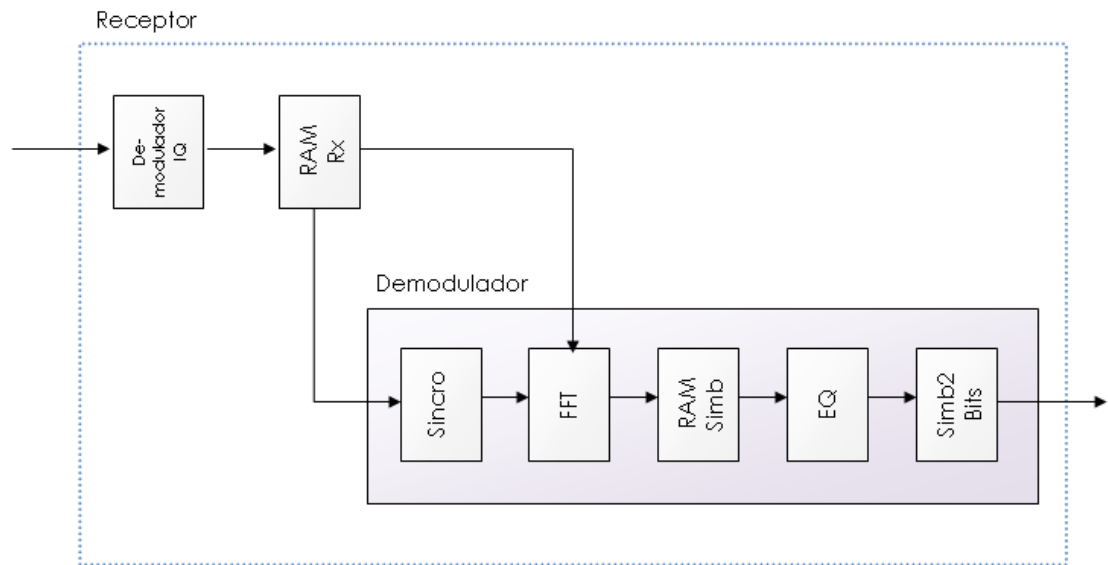 Receptor
De-
modulador
IQ
RAM
Rx
Demodulador
Sincro
FFT
RAM
Simb
EQ
Simb2
Bits